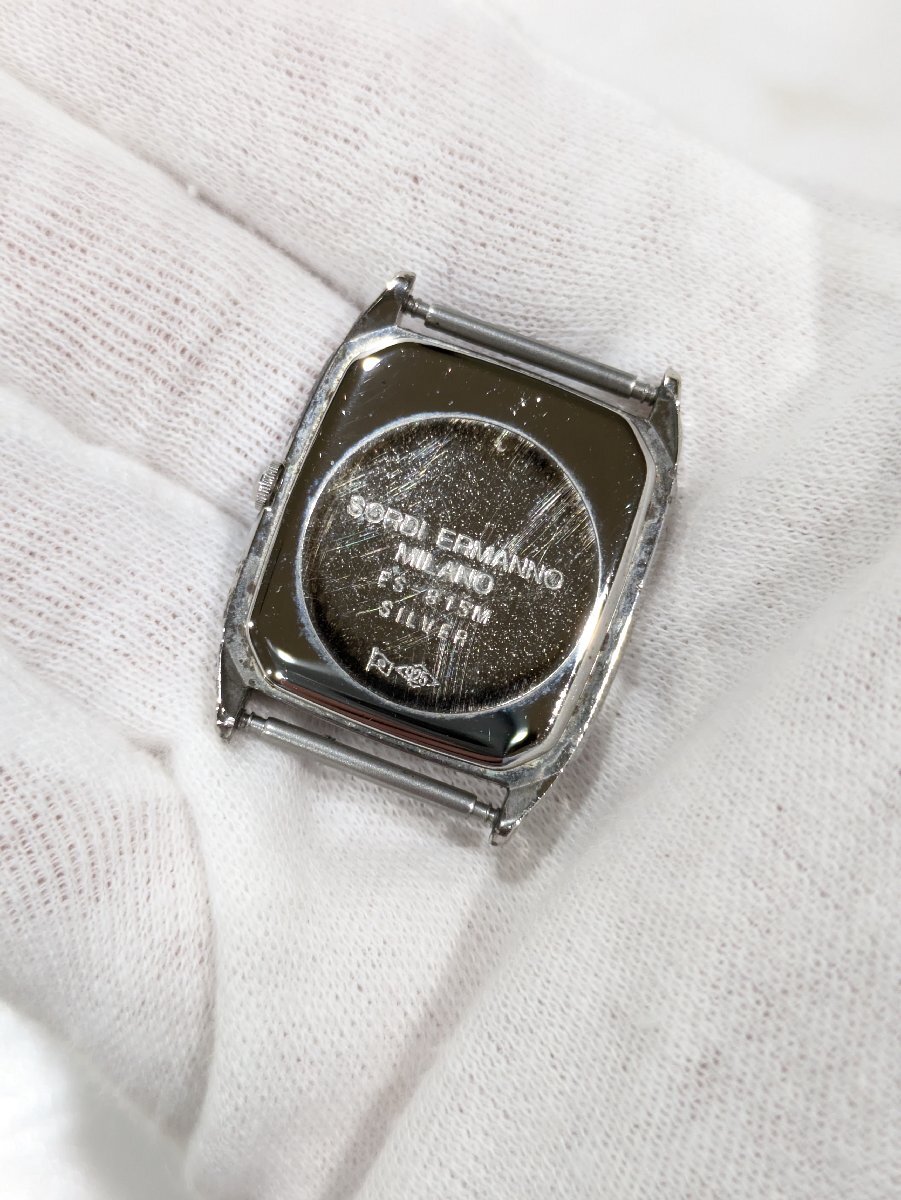 SORDI ERMANNO
MILANO
ES-815M
SILVER